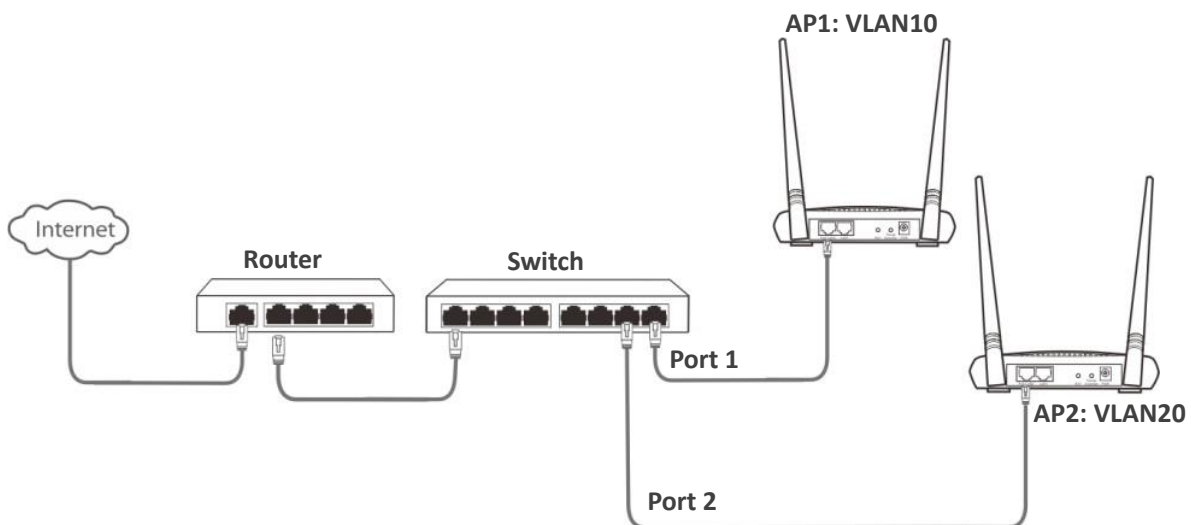 AP1: VLAN10
Internet
Router
Switch
Port 1
AP2: VLAN20
Port 2